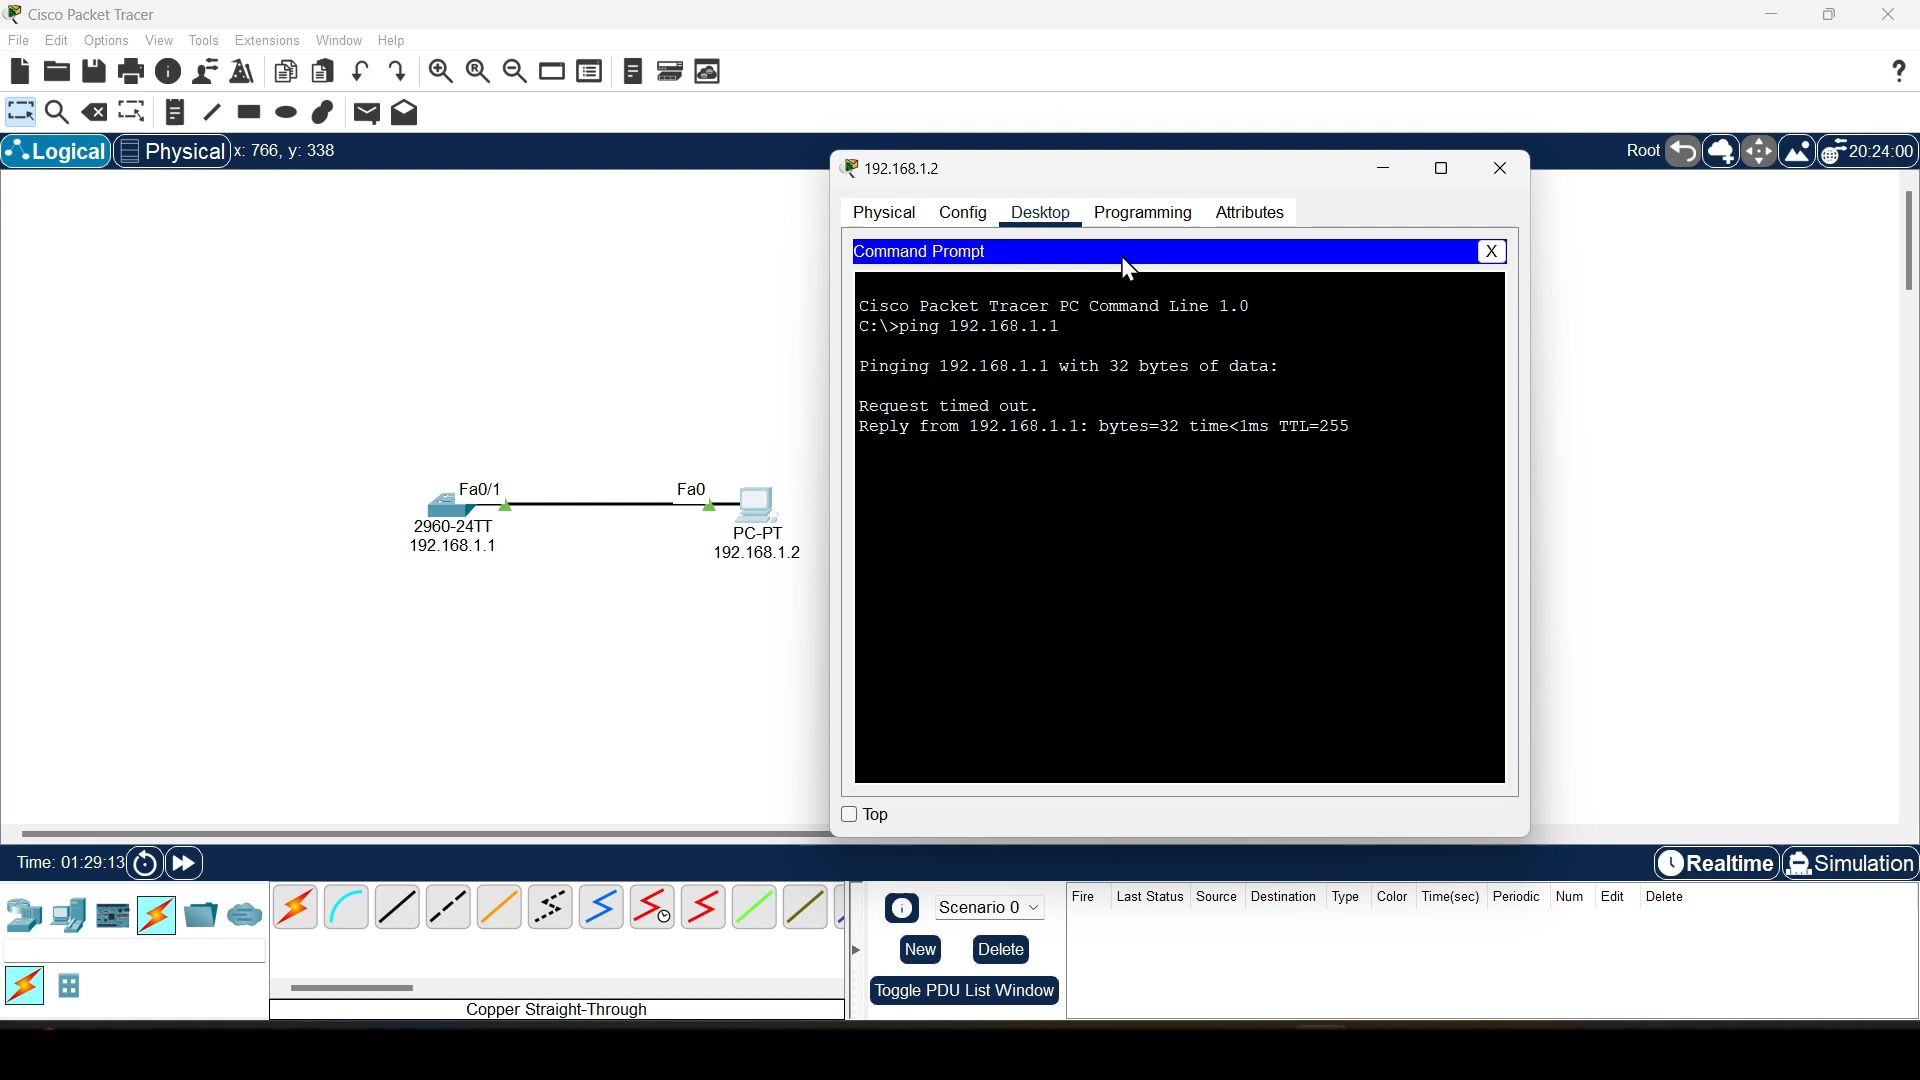 Cisco Packet Tracer
File Edit Options View Tools Extensions Window Help
?
Logical Physical x: 766, y: 338
Root 20:24:00
192.168.1.2
Physical Config Desktop Programming Attributes
Command Prompt X
Cisco Packet Tracer PC Command Line 1.0
C:\>ping 192.168.1.1
Pinging 192.168.1.1 with 32 bytes of data:
Request timed out.
Reply from 192.168.1.1: bytes=32 time<1ms TTL=255
Fa0/1 Fa0
2960-24TT
192.168.1.1
PC-PT
192.168.1.2
Top
Time: 01:29:13
Realtime Simulation
Scenario 0
New Delete
Toggle PDU List Window
Fire Last Status Source Destination Type Color Time(sec) Periodic Num Edit Delete
Copper Straight-Through